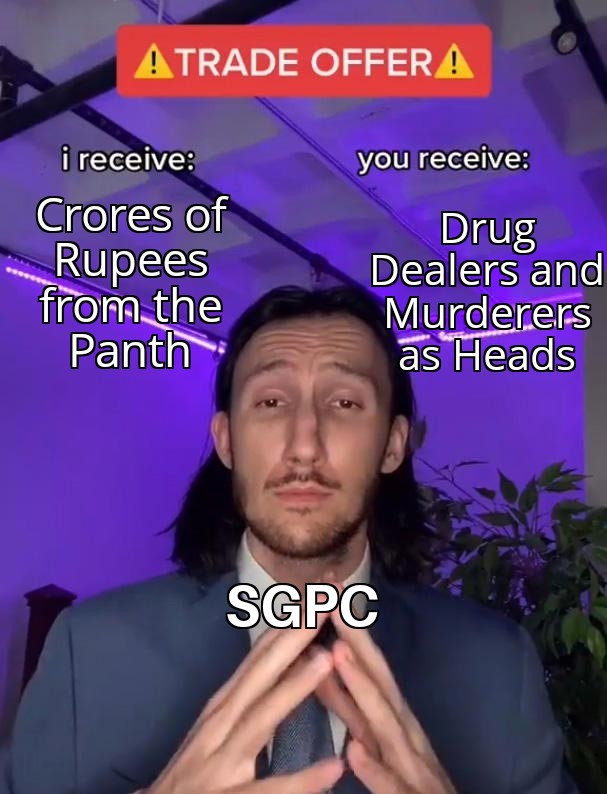 ⚠️TRADE OFFER⚠️
i receive:
you receive:
Crores of
Rupees
from the
Panth
Drug
Dealers and
Murderers
as Heads
SGPC